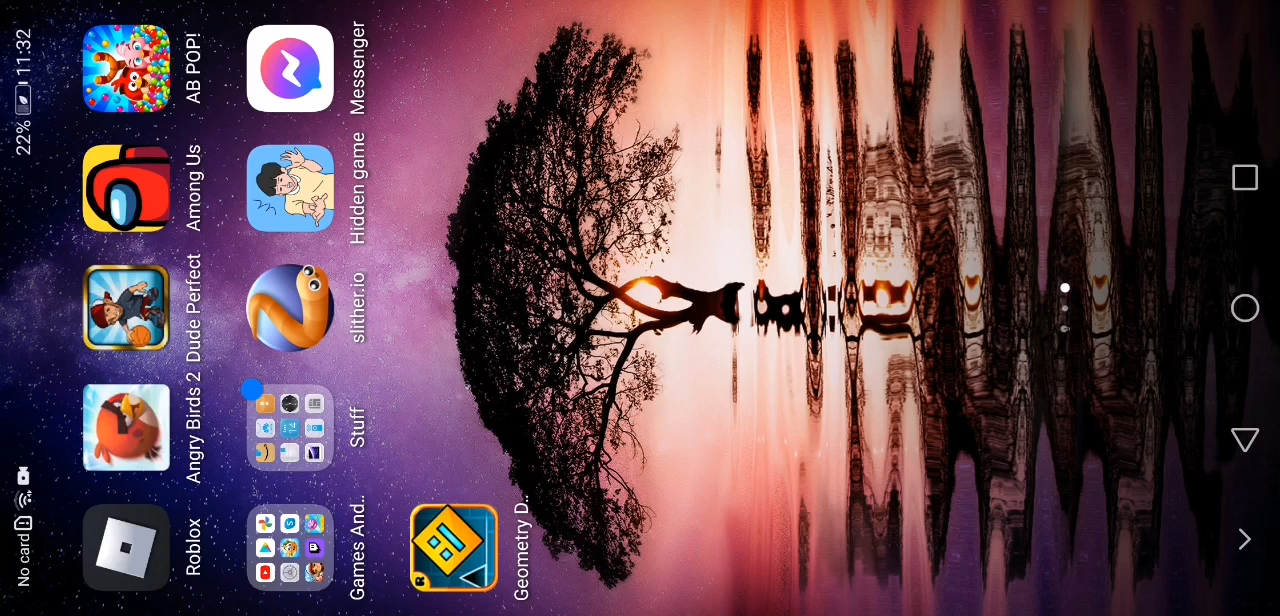 No card 22% 11:32
Roblox Angry Birds 2 Dude Perfect Among Us AB POP!
Games And.. Stuff slither.io Hidden game Messenger
Geometry D..